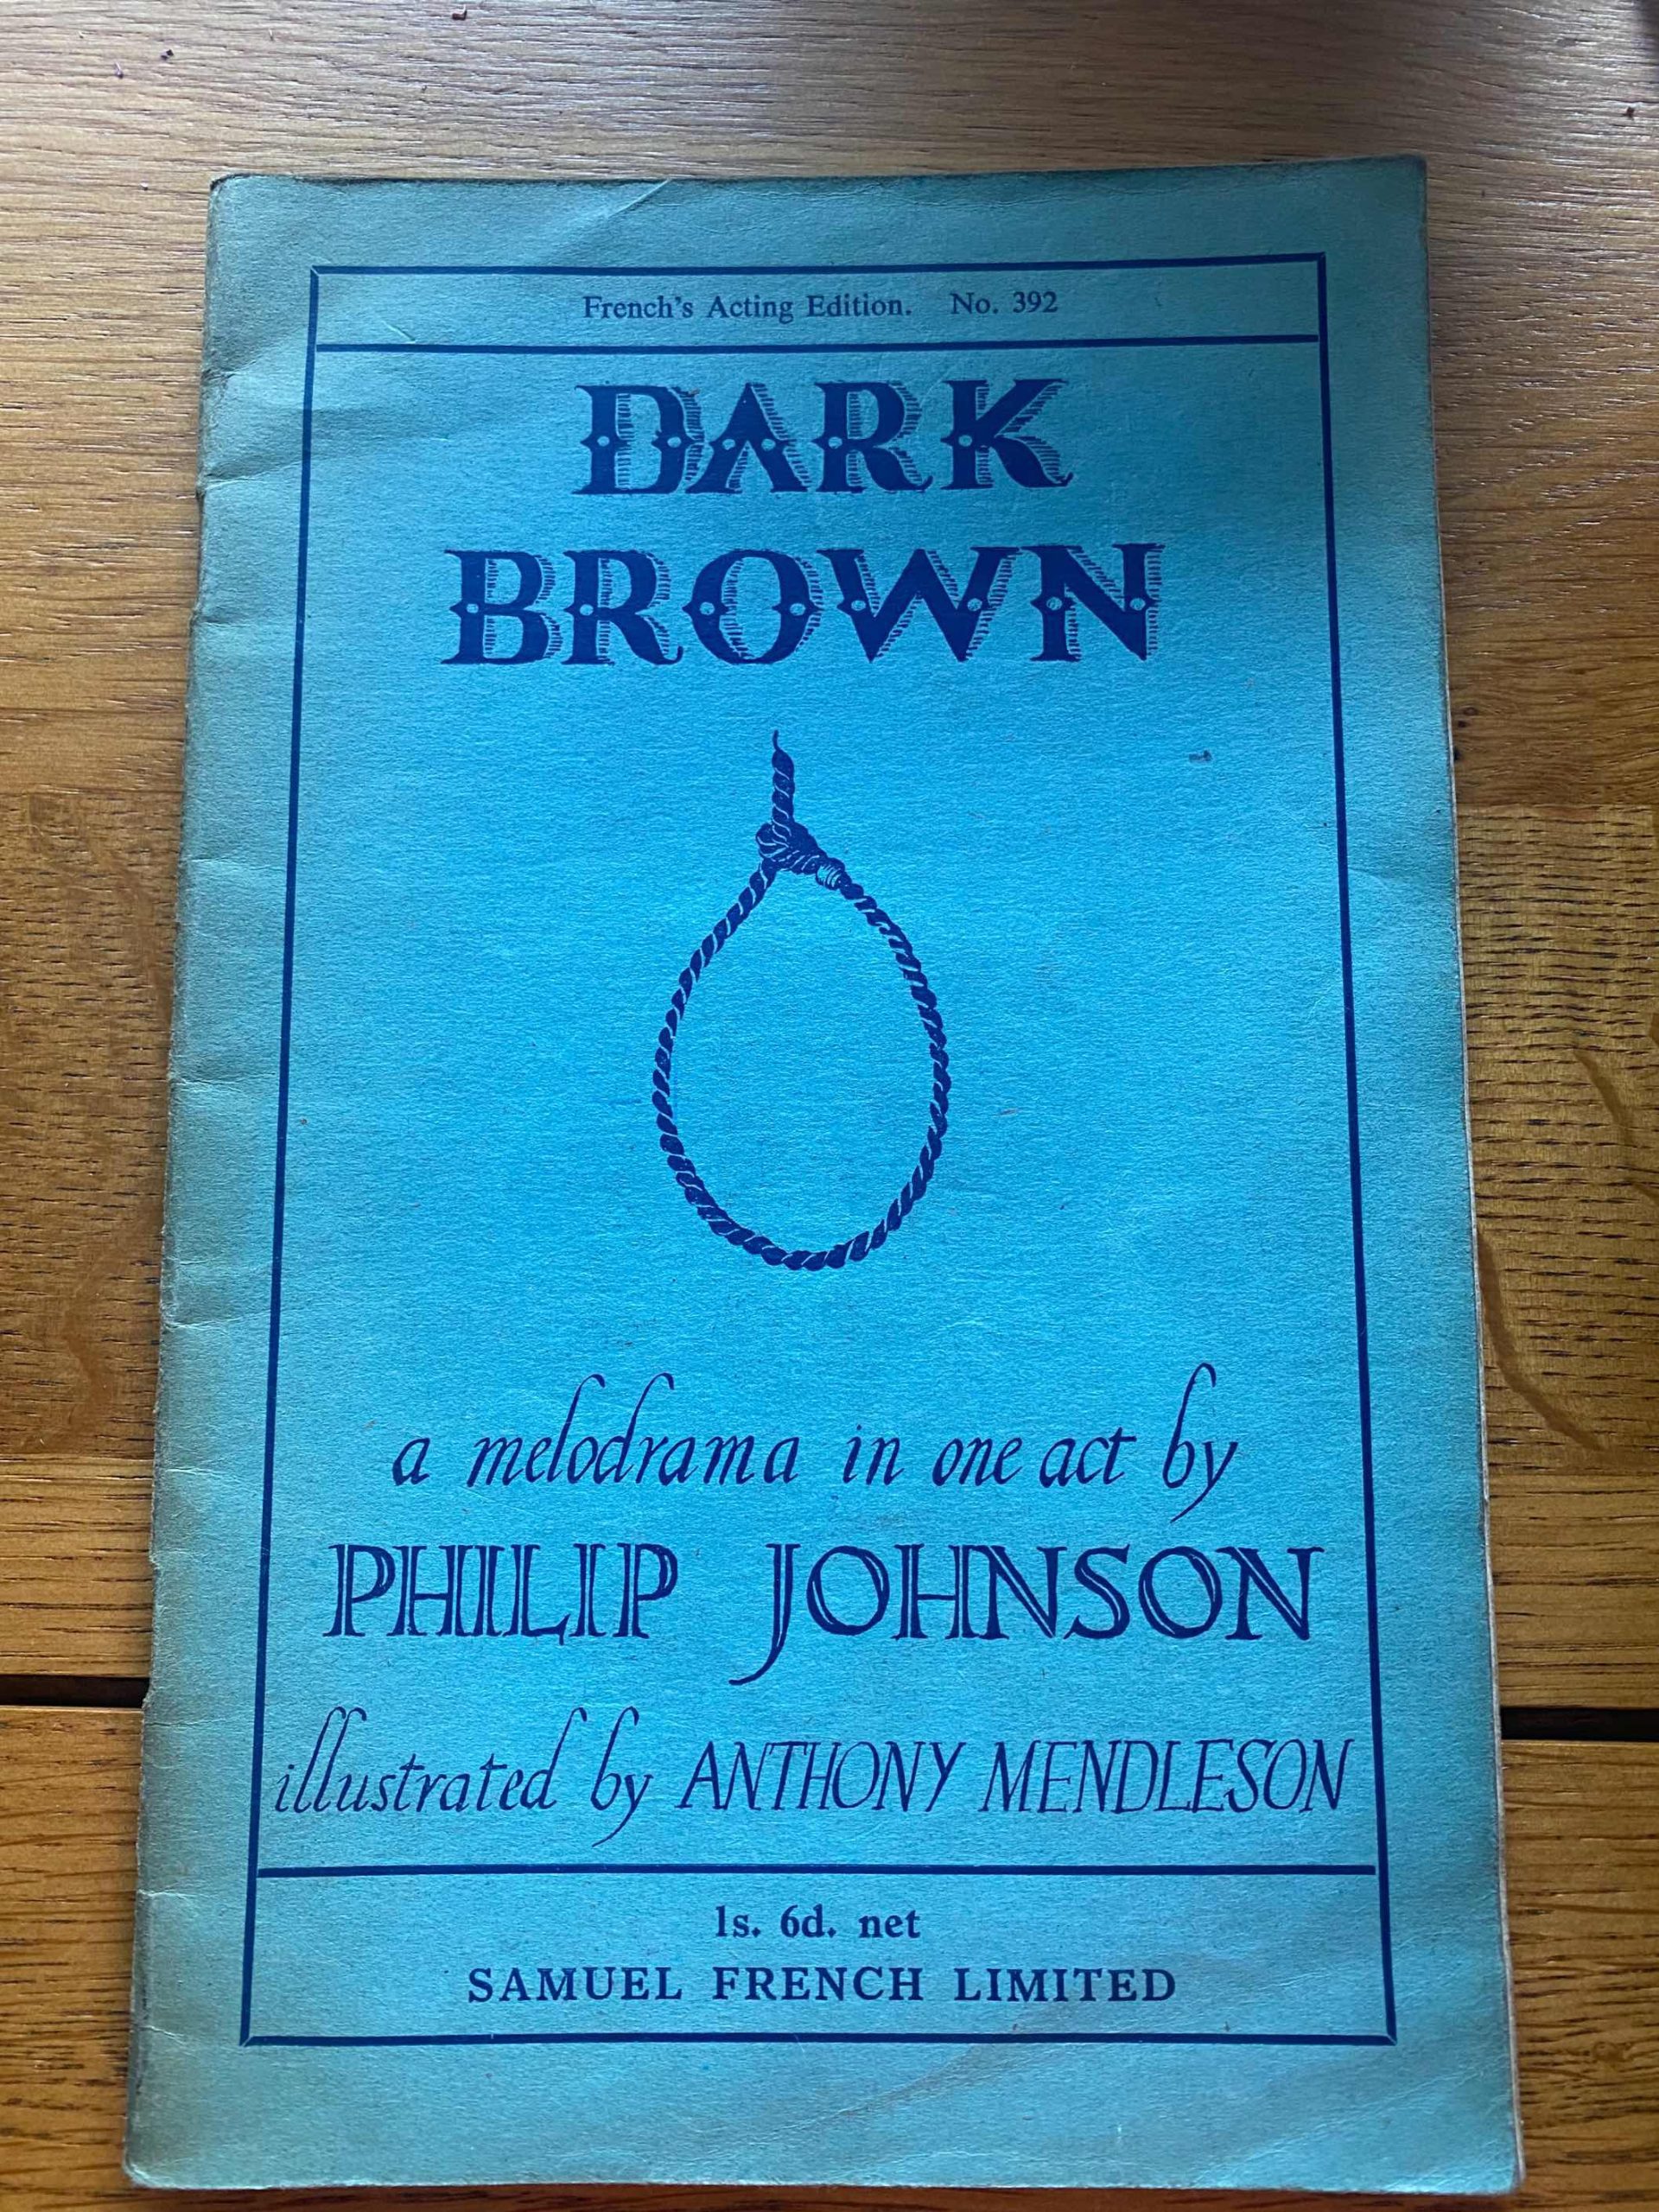 French's Acting Edition. No. 392
DARK
BROWN
a melodrama in one act by
PHILIP JOHNSON
illustrated by ANTHONY MENDLESON
1s. 6d. net
SAMUEL FRENCH LIMITED